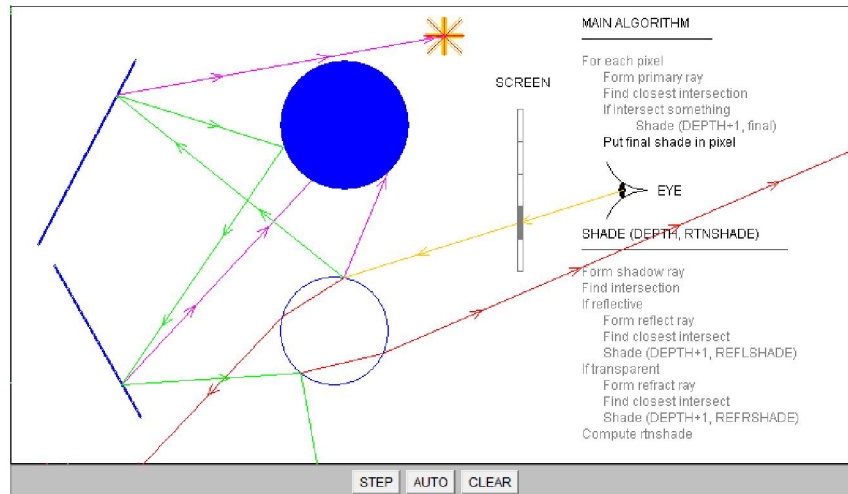 MAIN ALGORITHM
For each pixel
Form primary ray
Find closest intersection
If Intersect something
Shade (DEPTH+1, final)
Put final shade in pixel
SCREEN
EYE
SHADE (DEPTH, RTNSHADE)
Form shadow ray
Find intersection
If reflective
Form reflect ray
Find closest intersect
Shade (DEPTH+1, REFLSHADE)
If transparent
Form refract ray
Find closest intersect
Shade (DEPTH+1, REFRSHADE)
Compute rtnshade
STEP AUTO CLEAR